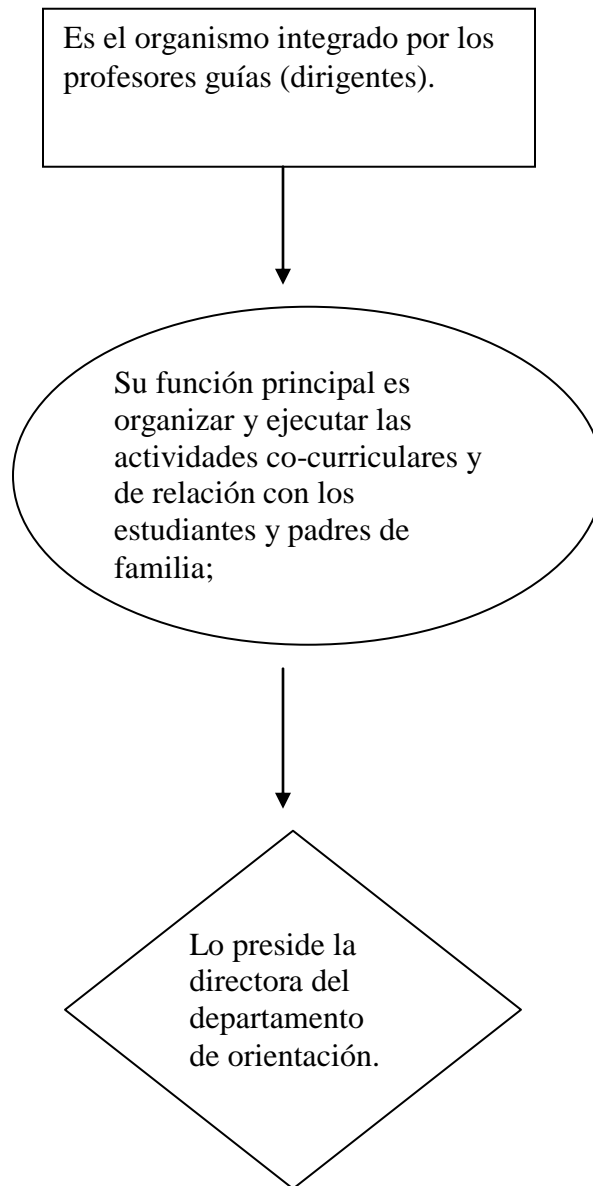 Es el organismo integrado por los
profesores guías (dirigentes).
Su función principal es
organizar y ejecutar las
actividades co-curriculares y
de relación con los
estudiantes y padres de
familia;
Lo preside la
directora del
departamento
de orientación.